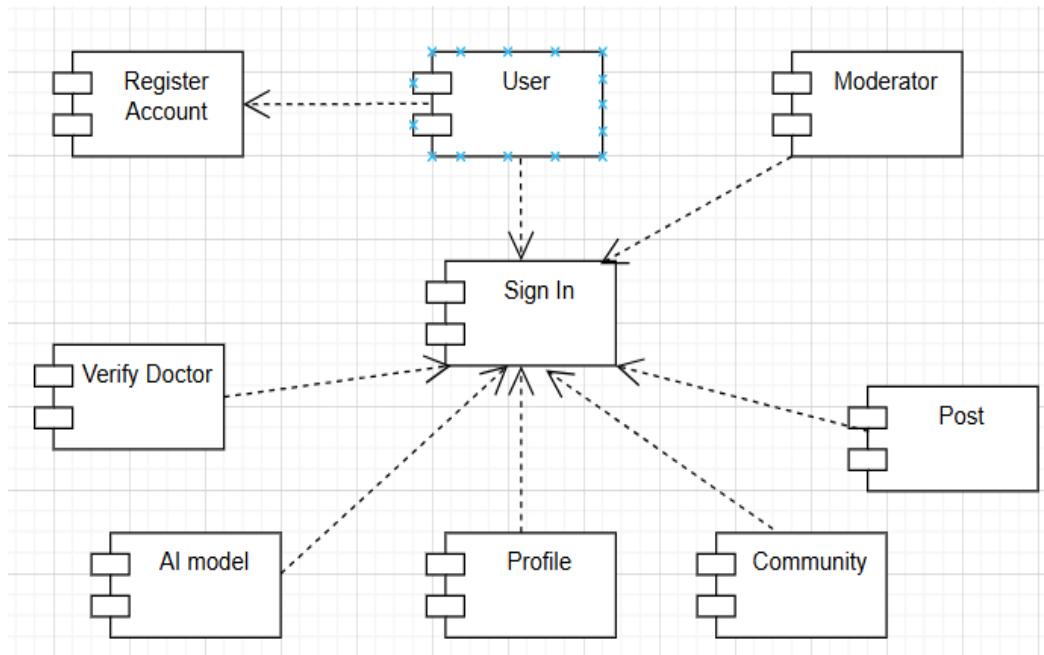 Register
Account
User
Moderator
Sign In
Verify Doctor
Post
AI model
Profile
Community